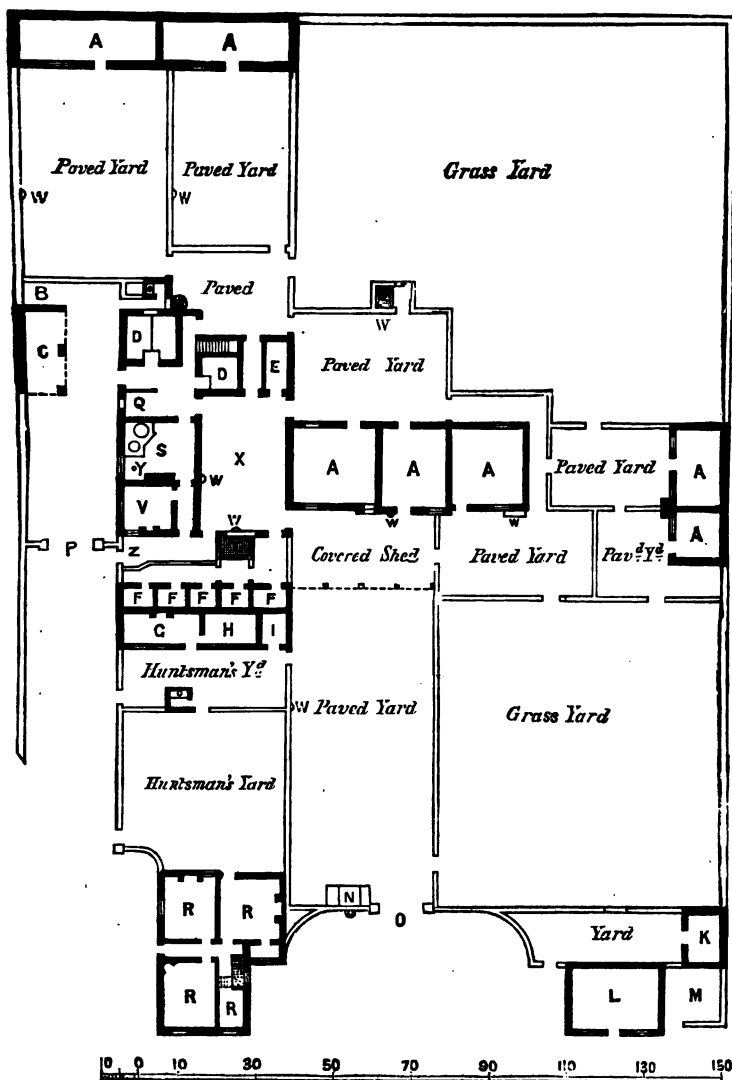 A A
Paved Yard Paved Yard Grass Yard
W W
B Paved
C D W
D E Paved Yard
Q
S X A A A Paved Yard A
Y W
V W W W A
P Z Covered Shed Paved Yard Pavd. Yd.
F F F F F
G H I
Huntsman's Yd.
W Paved Yard Grass Yard
Huntsman's Yard
R R N
O Yard K
R R L M
10 0 10 30 50 70 90 110 130 150